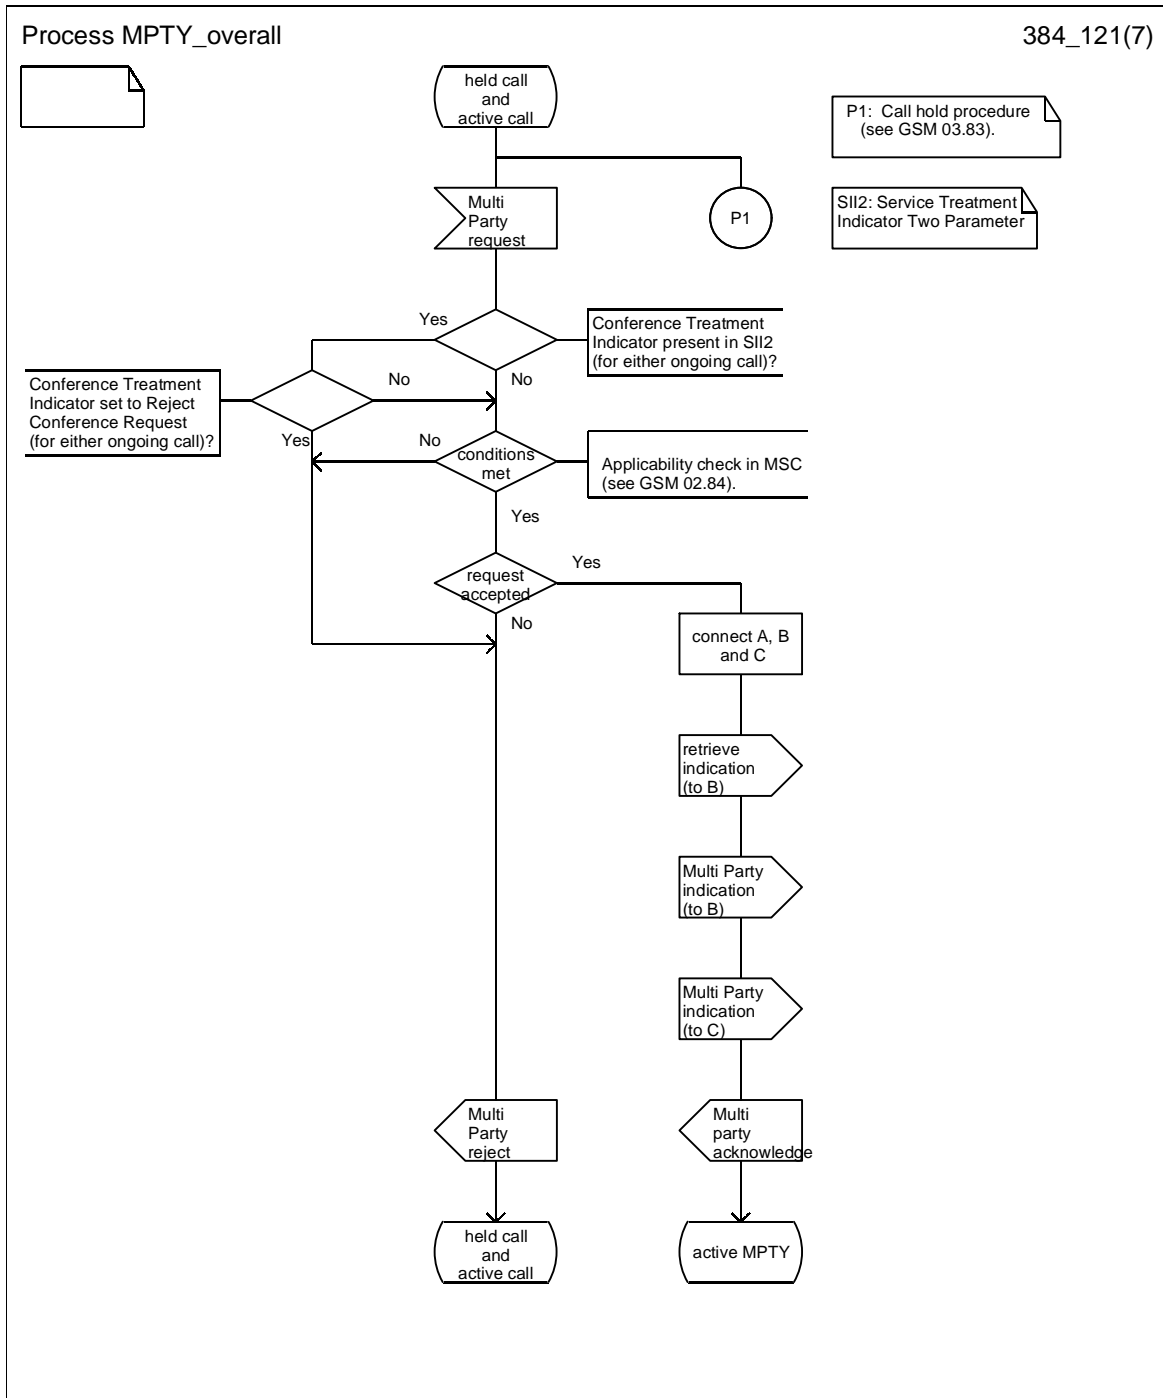 Process MPTY_overall
384_121(7)
held call
and
active call
P1: Call hold procedure
(see GSM 03.83).
Multi
Party
request
P1
SII2: Service Treatment
Indicator Two Parameter
Yes
Conference Treatment
Indicator present in SII2
(for either ongoing call)?
Conference Treatment
Indicator set to Reject
Conference Request
(for either ongoing call)?
No
No
Yes
No
conditions
met
Applicability check in MSC
(see GSM 02.84).
Yes
request
accepted
Yes
No
connect A, B
and C
retrieve
indication
(to B)
Multi Party
indication
(to B)
Multi Party
indication
(to C)
Multi
Party
reject
Multi
party
acknowledge
held call
and
active call
active MPTY